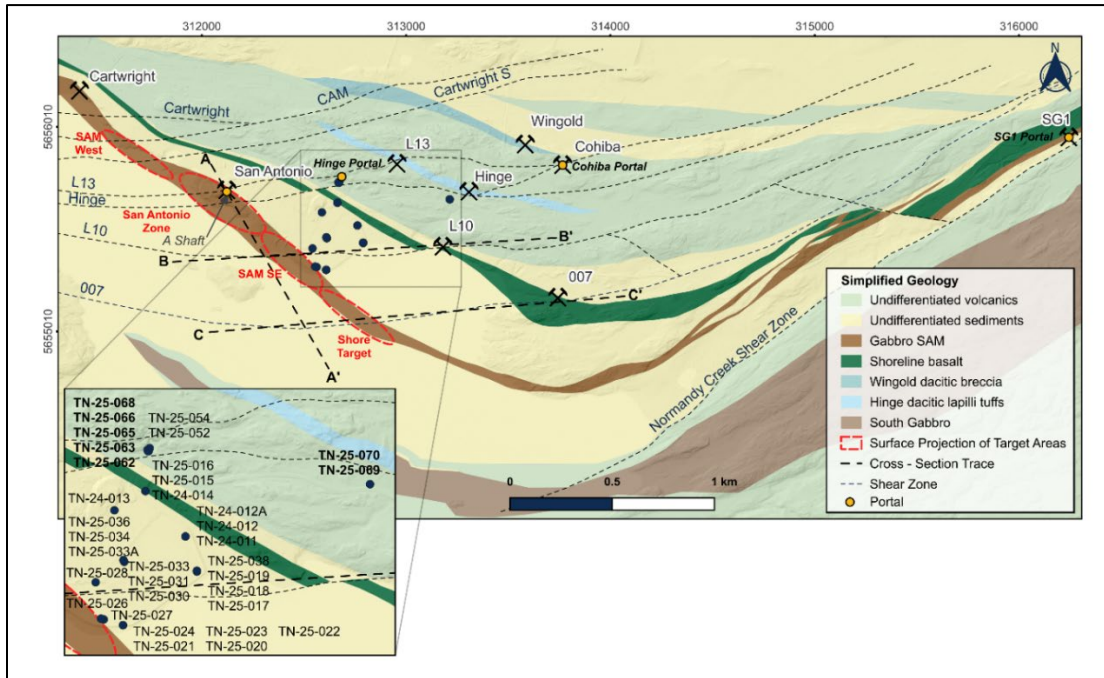 312000
313000
314000
315000
316000
N
5656010
5655010
Cartwright
Cartwright
CAM
Cartwright S
Wingold
SG1
SG1 Portal
SAM
West
A
San Antonio
Hinge Portal
L13
Cohiba
Cohiba Portal
Hinge
L13
Hinge
San Antonio
Zone
A Shaft
L10
L10
B
B'
SAM SE
007
007
C
C'
Shore
Target
A'
Normandy Creek Shear Zone
0
0.5
1 km
Simplified Geology
Undifferentiated volcanics
Undifferentiated sediments
Gabbro SAM
Shoreline basalt
Wingold dacitic breccia
Hinge dacitic lapilli tuffs
South Gabbro
Surface Projection of Target Areas
Cross - Section Trace
Shear Zone
Portal
TN-25-068
TN-25-066 TN-25-054
TN-25-065 TN-25-052
TN-25-063
TN-25-062
TN-25-070
TN-25-069
TN-25-016
TN-25-015
TN-24-014
TN-24-013
TN-24-012A
TN-24-012
TN-24-011
TN-25-036
TN-25-034
TN-25-033A
TN-25-033
TN-25-031
TN-25-030
TN-25-028
TN-25-038
TN-25-019
TN-25-018
TN-25-017
TN-25-026
TN-25-027
TN-25-024 TN-25-023 TN-25-022
TN-25-021 TN-25-020